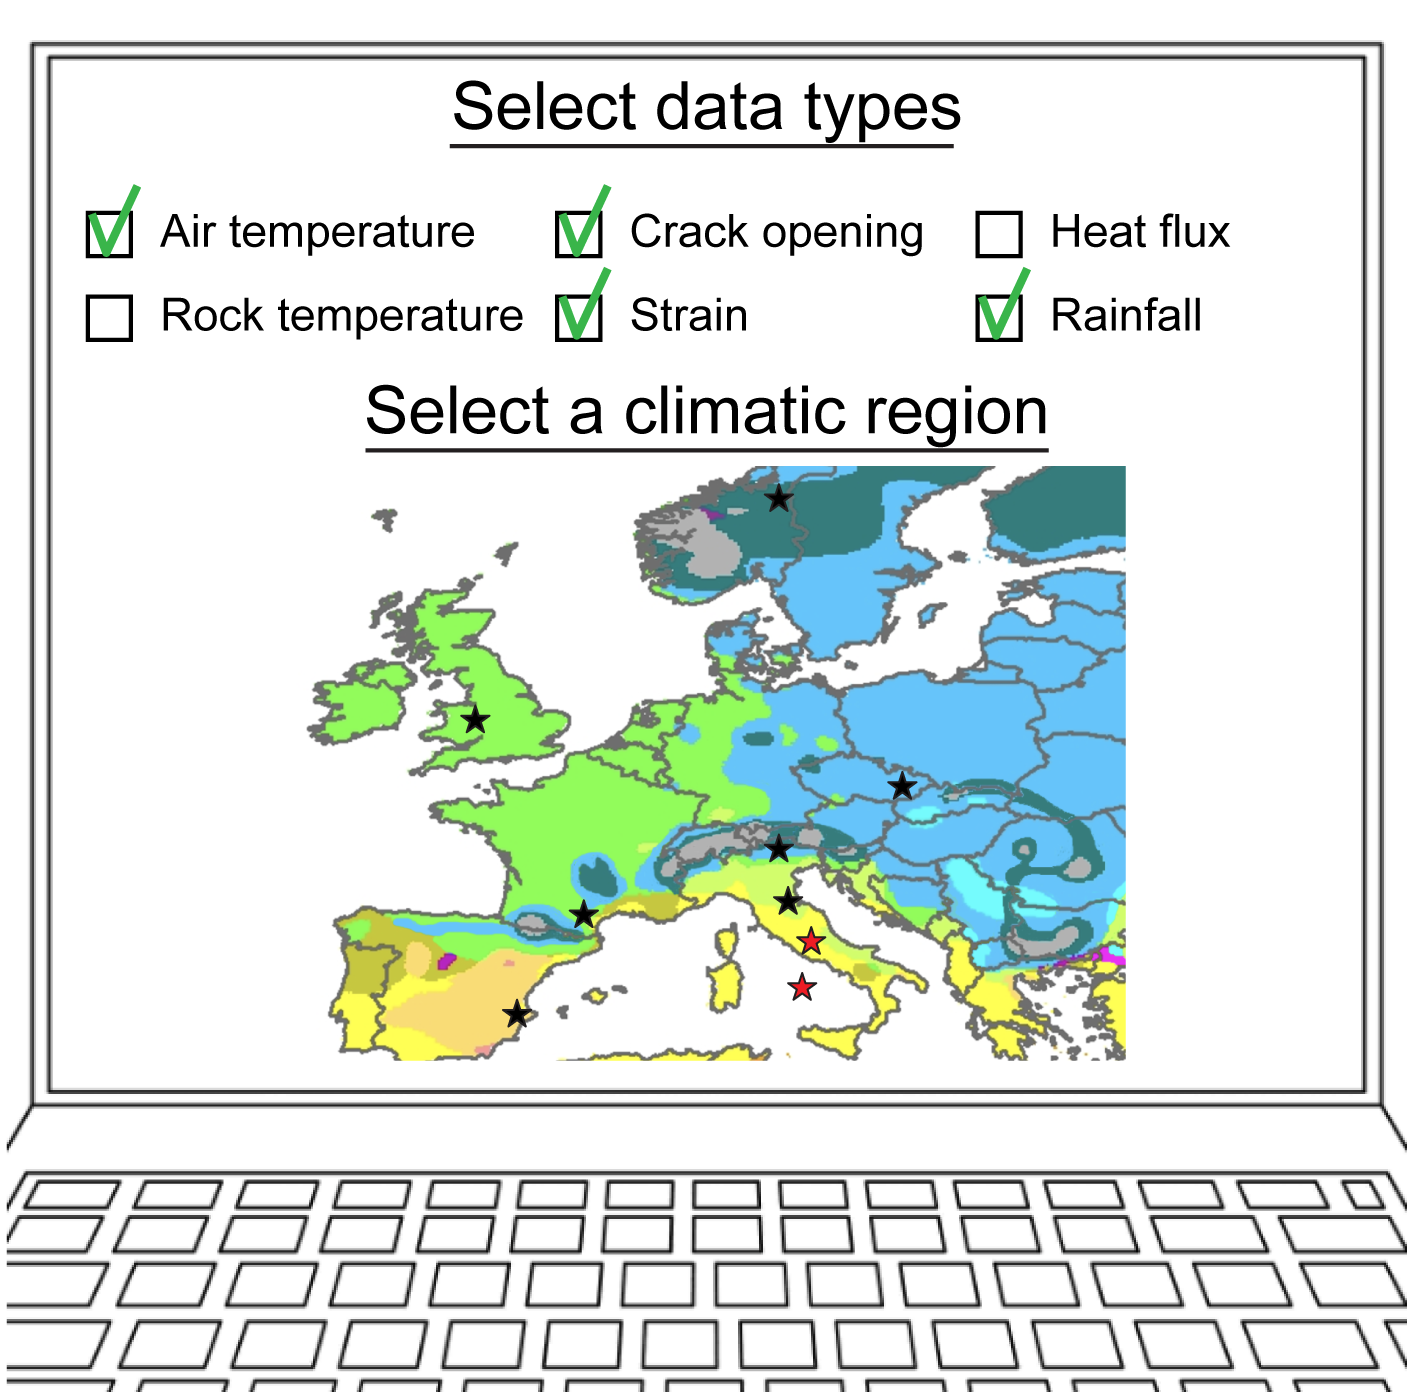 Select data types
Air temperature Crack opening Heat flux
Rock temperature Strain Rainfall
Select a climatic region